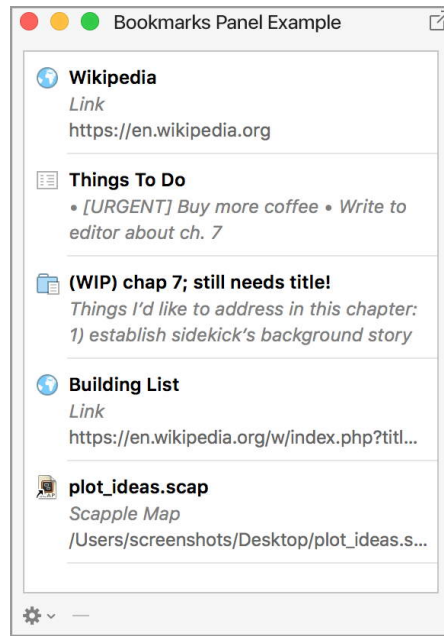 Bookmarks Panel Example
Wikipedia
Link
https://en.wikipedia.org
Things To Do
• [URGENT] Buy more coffee • Write to
editor about ch. 7
(WIP) chap 7; still needs title!
Things I’d like to address in this chapter:
1) establish sidekick’s background story
Building List
Link
https://en.wikipedia.org/w/index.php?titl...
plot_ideas.scap
Scapple Map
/Users/screenshots/Desktop/plot_ideas.s...